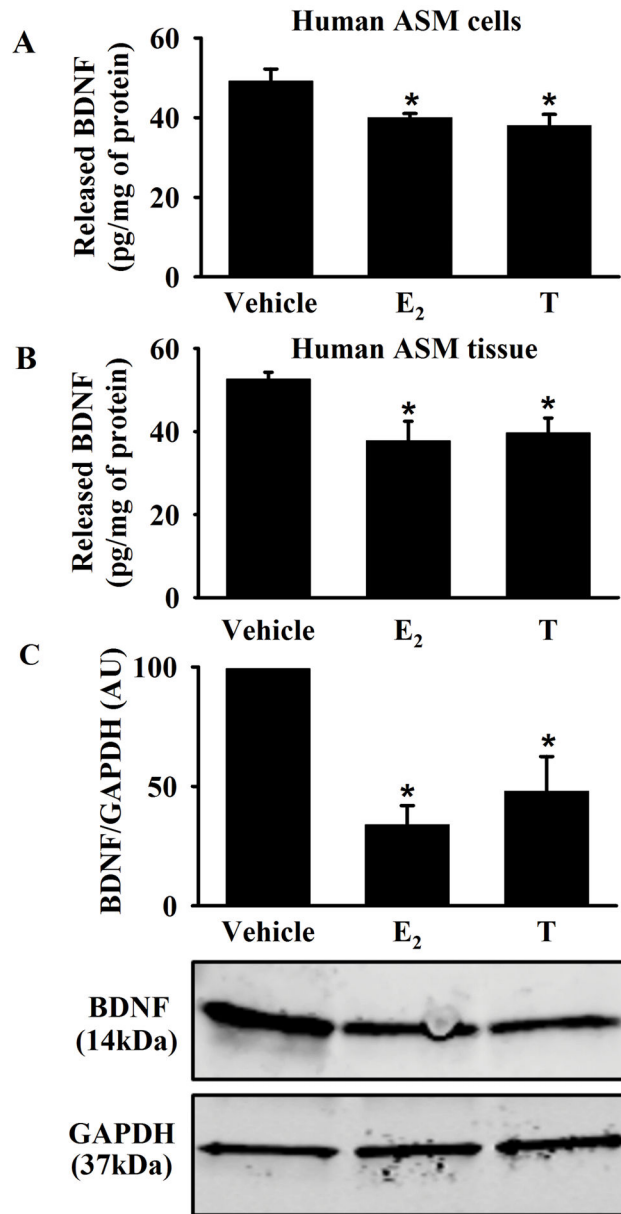 A
Human ASM cells
Released BDNF
(pg/mg of protein)
60
40
20
0
*
*
Vehicle
E₂
T
B
Human ASM tissue
Released BDNF
(pg/mg of protein)
60
40
20
0
*
*
Vehicle
E₂
T
C
BDNF/GAPDH (AU)
100
50
0
*
*
Vehicle
E₂
T
BDNF
(14kDa)
GAPDH
(37kDa)